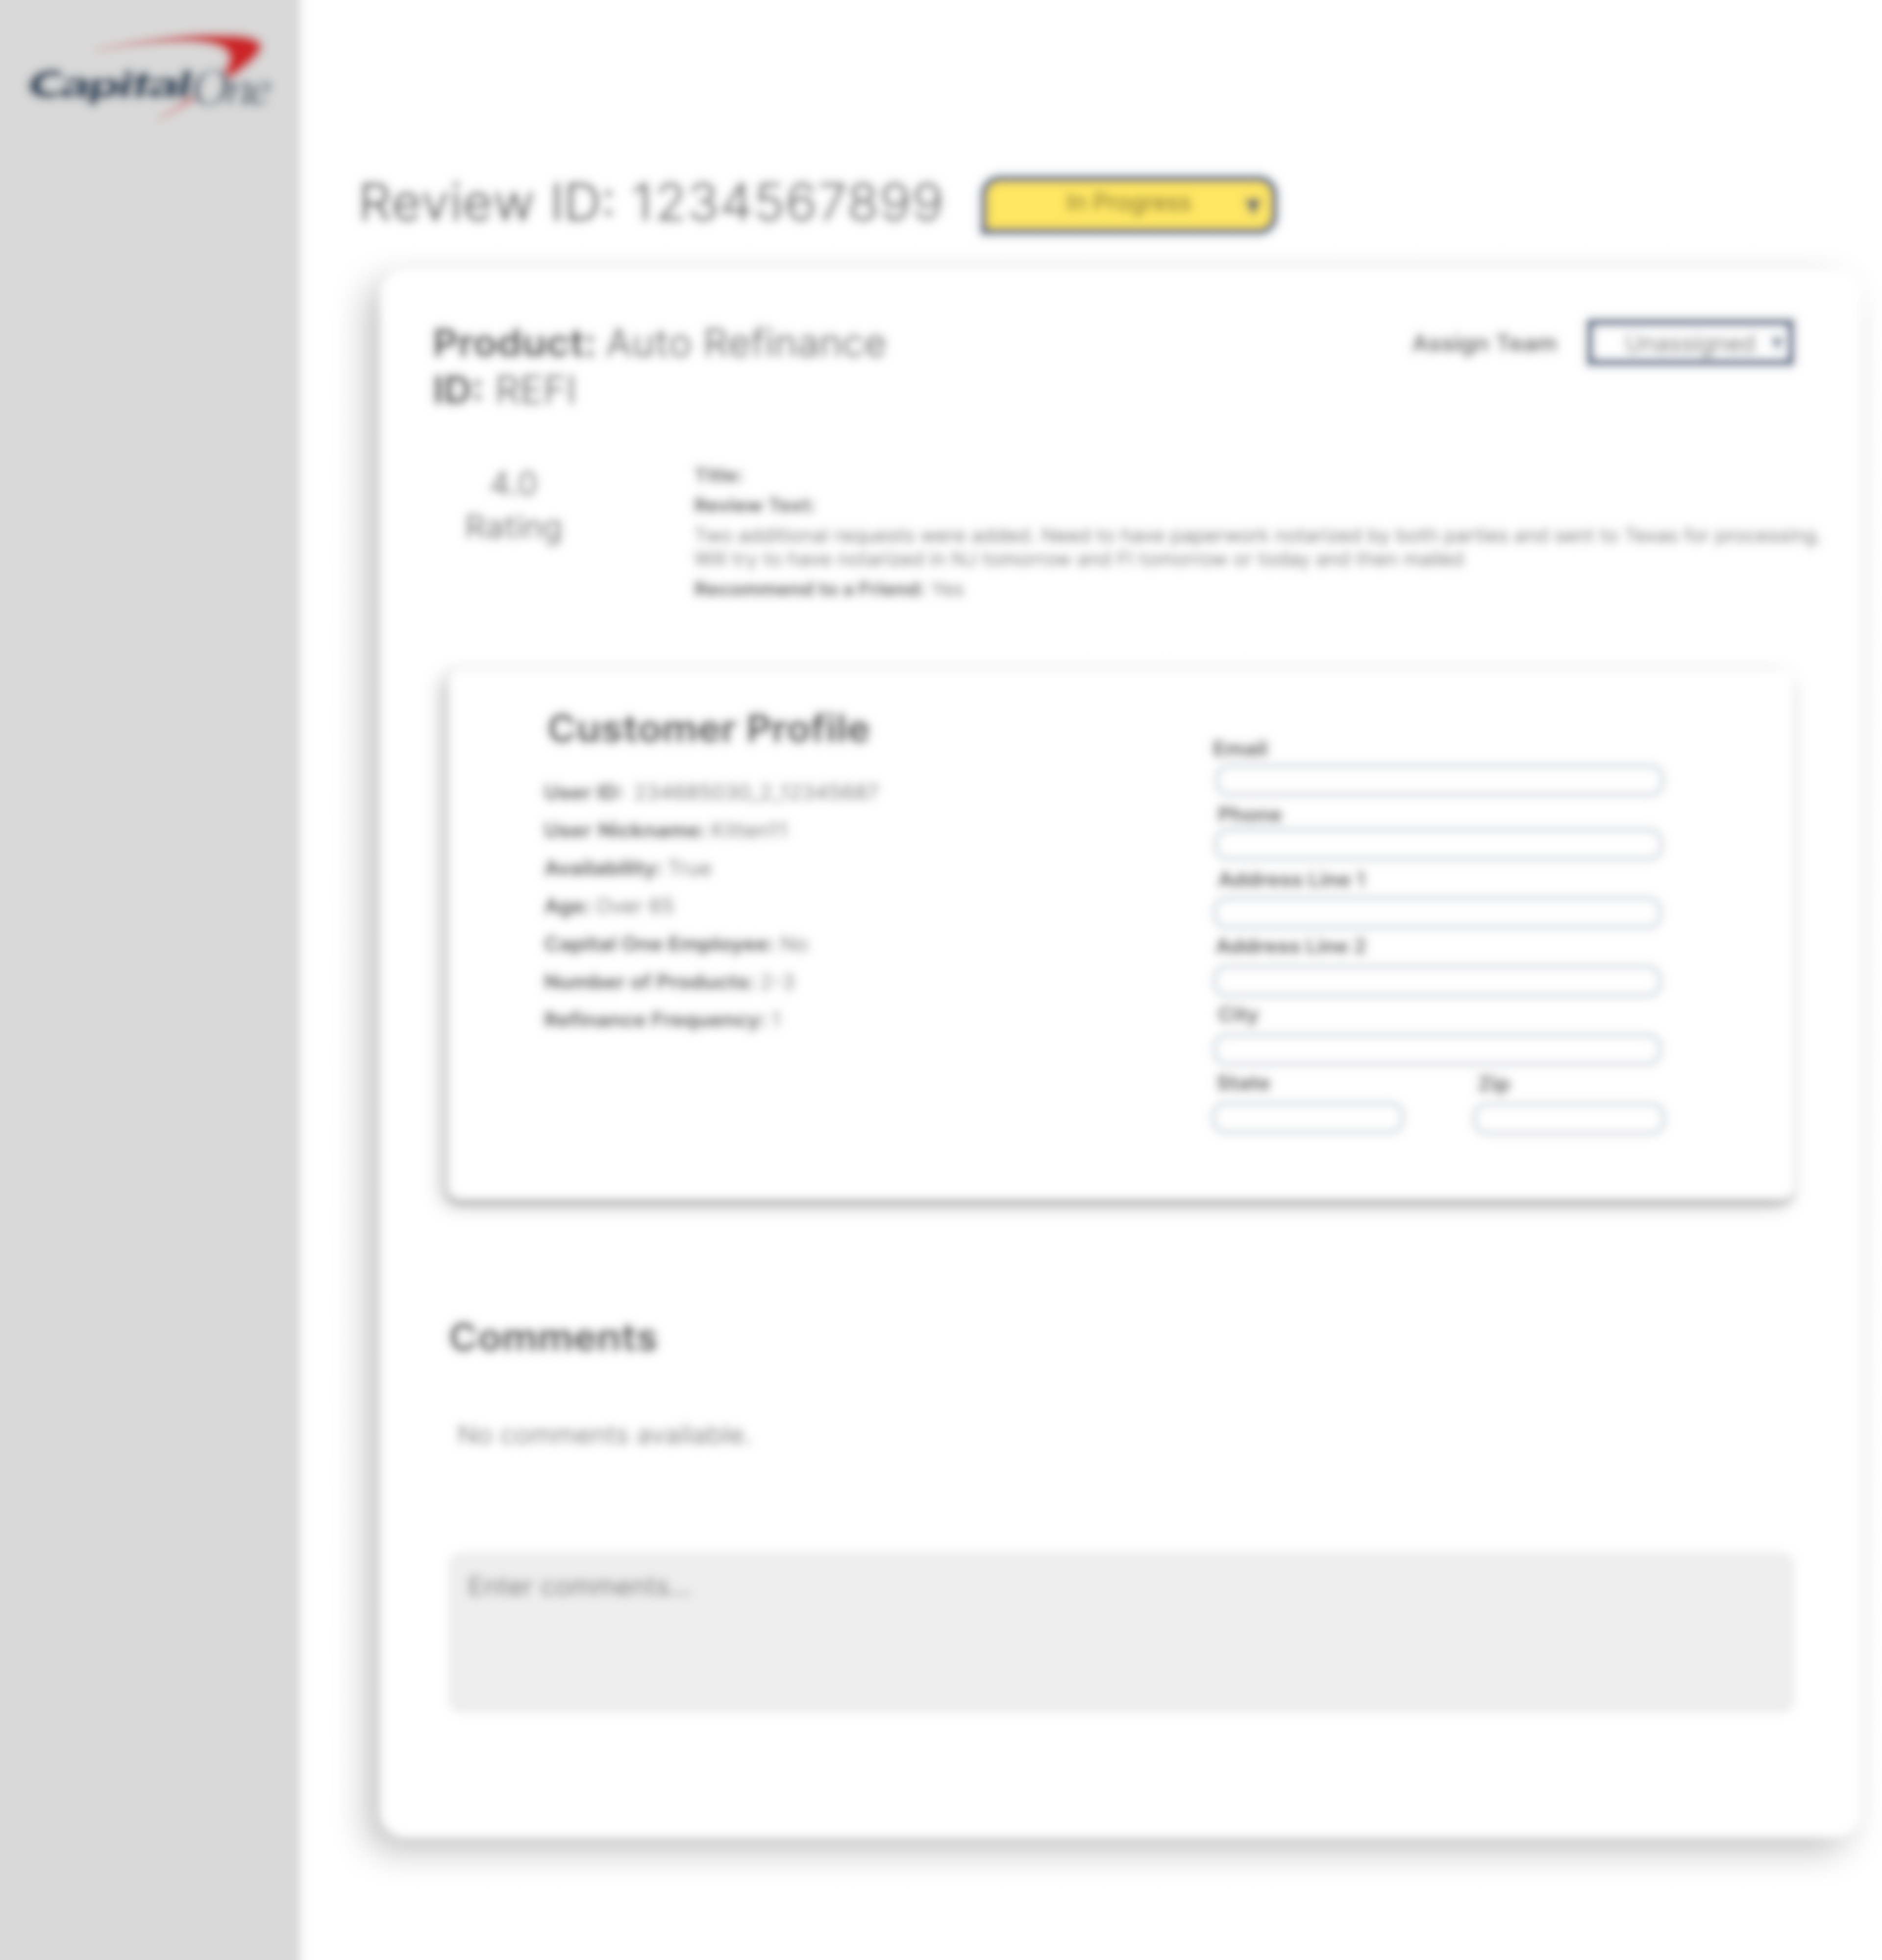 CapitalOne
Review ID: 1234567899
In Progress
Product: Auto Refinance
Assign Team
Unassigned
ID: REFI
4.0
Rating
Title:
Review Text:
Two additional requests were added. Need to have paperwork notarized by both parties and sent to Texas for processing.
Will try to have notarized in NJ tomorrow and Fl tomorrow or today and then mailed
Recommend to a Friend: Yes
Customer Profile
User ID:
User Nickname:
Availability: True
Age: Over 65
Capital One Employee: No
Number of Products: 2-3
Refinance Frequency: 1
Email
Phone
Address Line 1
Address Line 2
City
State
Zip
Comments
No comments available.
Enter comments...